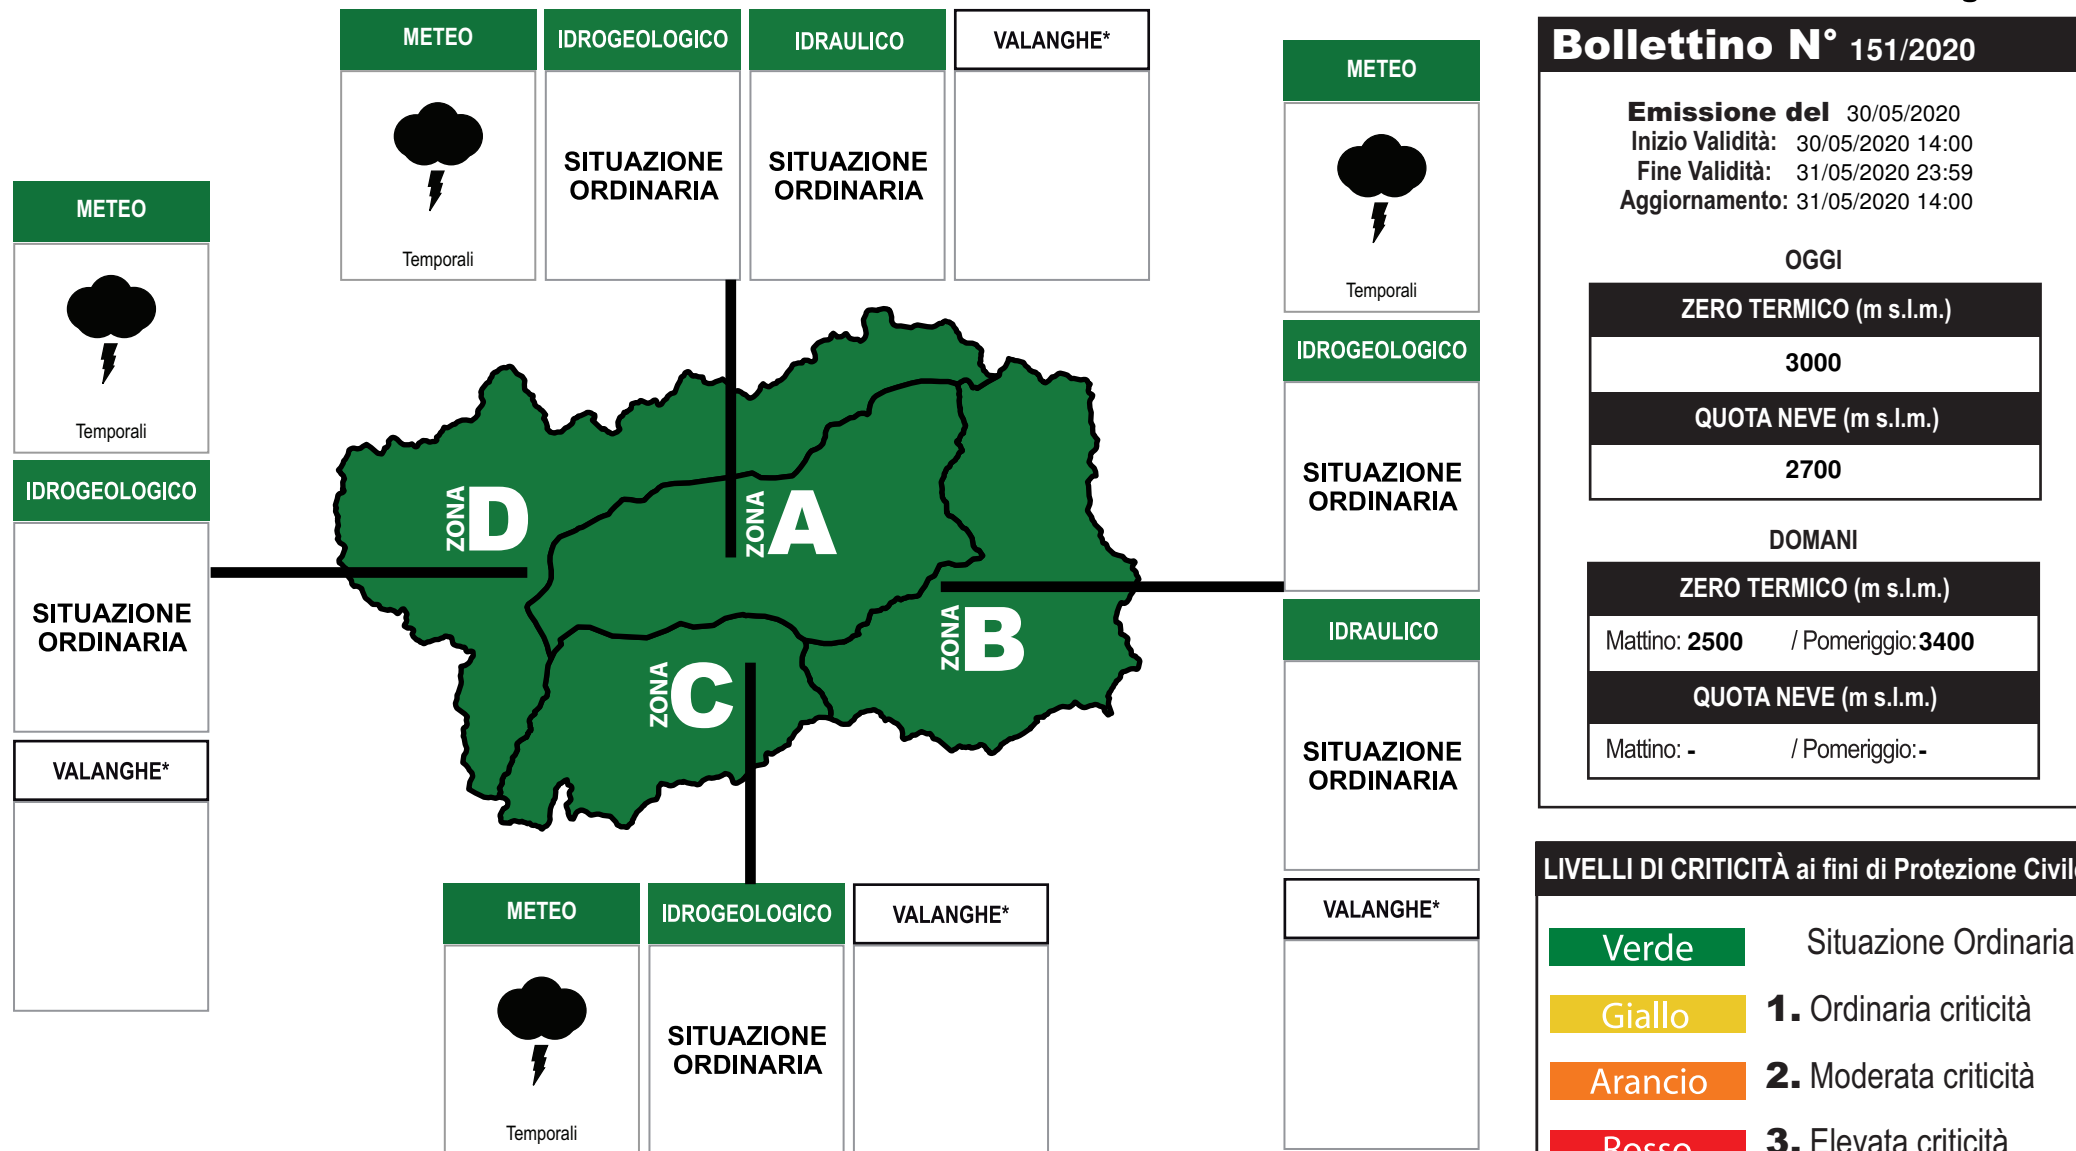 METEO
IDROGEOLOGICO
IDRAULICO
VALANGHE*
Temporali
SITUAZIONE
ORDINARIA
SITUAZIONE
ORDINARIA
METEO
Temporali
IDROGEOLOGICO
SITUAZIONE
ORDINARIA
VALANGHE*
ZONA D
ZONA A
ZONA B
ZONA C
METEO
IDROGEOLOGICO
VALANGHE*
Temporali
SITUAZIONE
ORDINARIA
METEO
Temporali
IDROGEOLOGICO
SITUAZIONE
ORDINARIA
IDRAULICO
SITUAZIONE
ORDINARIA
VALANGHE*
Bollettino N° 151/2020
Emissione del 30/05/2020
Inizio Validità: 30/05/2020 14:00
Fine Validità: 31/05/2020 23:59
Aggiornamento: 31/05/2020 14:00
OGGI
ZERO TERMICO (m s.l.m.)
3000
QUOTA NEVE (m s.l.m.)
2700
DOMANI
ZERO TERMICO (m s.l.m.)
Mattino: 2500 / Pomeriggio: 3400
QUOTA NEVE (m s.l.m.)
Mattino: - / Pomeriggio: -
LIVELLI DI CRITICITÀ ai fini di Protezione Civile
Verde Situazione Ordinaria
Giallo 1. Ordinaria criticità
Arancio 2. Moderata criticità
Rosso 3. Elevata criticità